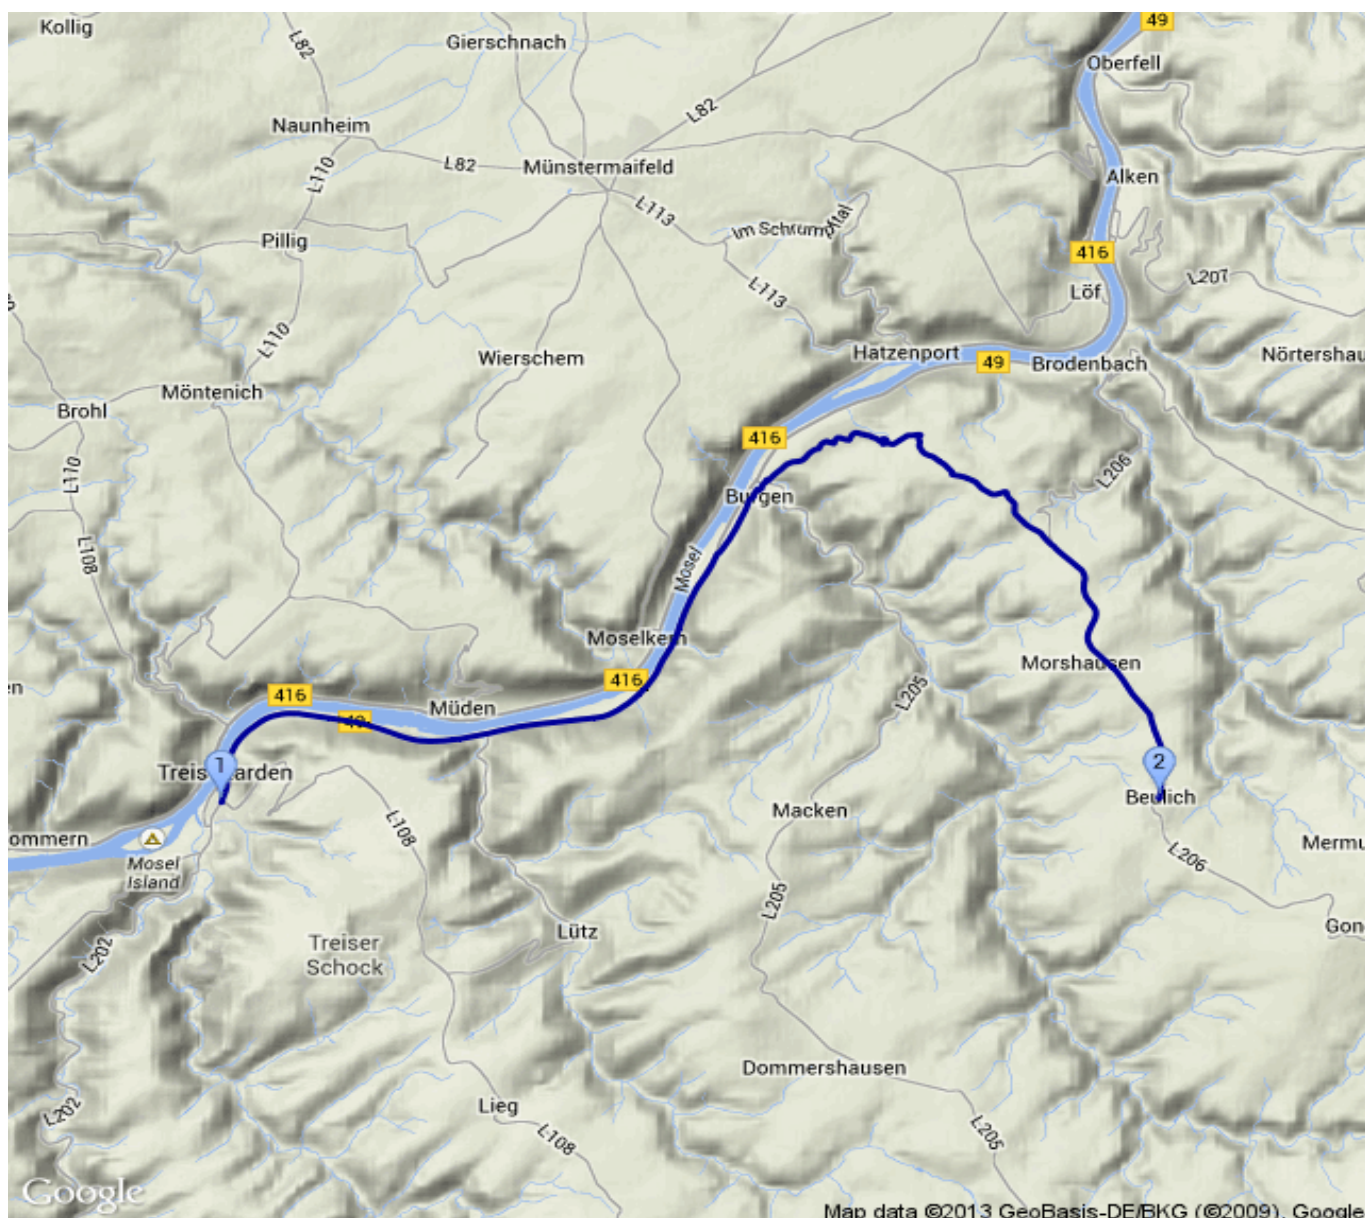 49
Kollig
L82
Gierschnach
Oberfell
L82
Naunheim
L82
Münstermaifeld
L110
Alken
L113
Im Schrumpftal
Pillig
416
L207
L113
Löf
L110
Wierschem
Hatzenport
49
Brodenbach
Nörtershau
Möntenich
Brohl
416
L110
L206
Burgen
L108
Mosel
Moselkern
Morshausen
en
416
416
L205
Müden
49
1
2
Treis-Karden
Beulich
Macken
L108
ommern
Mosel
Island
Mermu
L206
L205
Gon
Lütz
Treiser
Schock
L202
Dommershausen
L202
Lieg
L108
L205
Google
Map data ©2013 GeoBasis-DE/BKG (©2009), Google